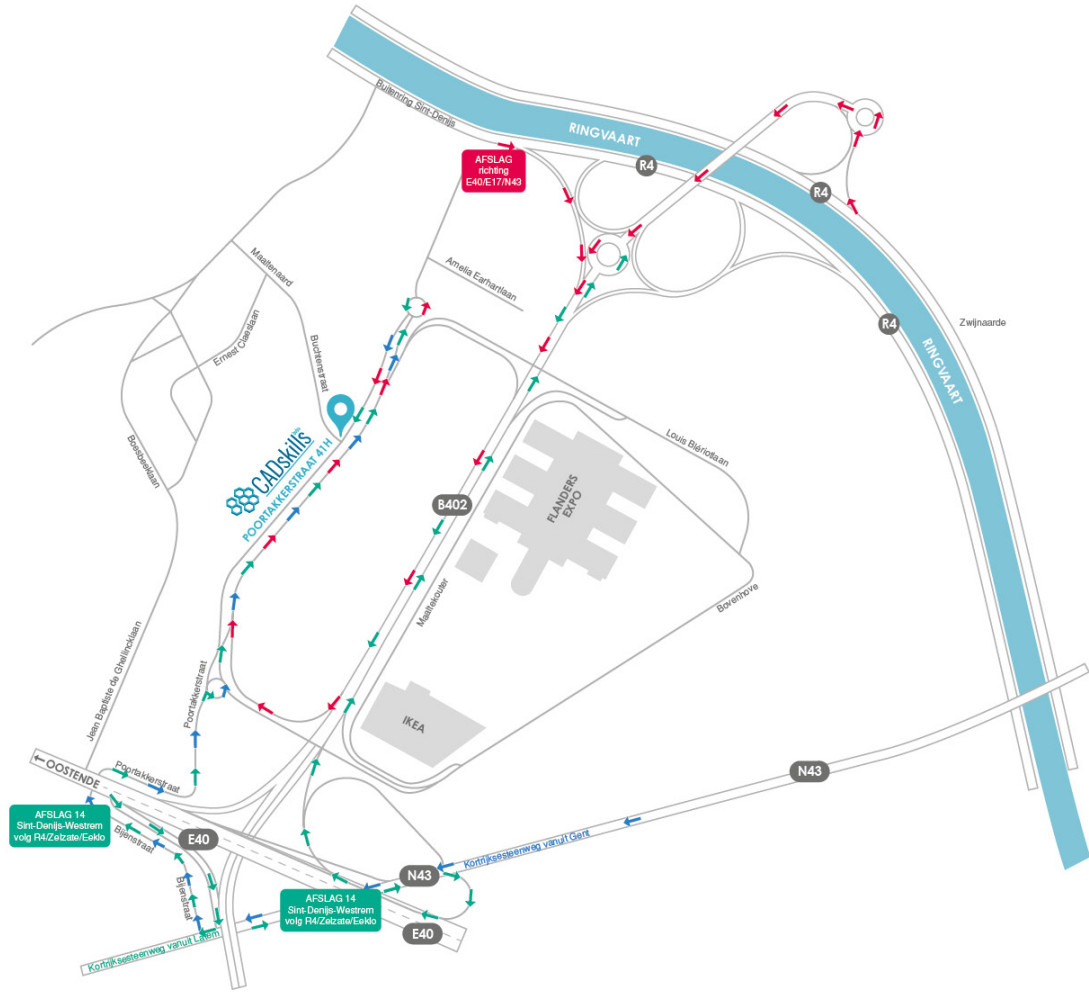 RINGVAART
Buitenring Sint-Denijs
AFSLAG
richting
E40/E17/N43
R4
R4
R4
Zwijnaarde
RINGVAART
Maaltenaard
Amelia Earhartlaan
Ernest Claeslaan
Buchtenstraat
Boesbeeklaan
CADskills
POORTAKKERSTRAAT 41H
Louis Blériotlaan
FLANDERS
EXPO
B402
Maaltekouter
Bovenhove
Jean Baptiste de Ghellincklaan
Poortakkerstraat
IKEA
←OOSTENDE
Poortakkerstraat
N43
AFSLAG 14
Sint-Denijs-Westrem
volg R4/Zelzate/Eeklo
Bijenstraat
E40
Kortrijksesteenweg vanuit Gent
N43
Bijenstraat
AFSLAG 14
Sint-Denijs-Westrem
volg R4/Zelzate/Eeklo
E40
Kortrijksesteenweg vanuit Latem